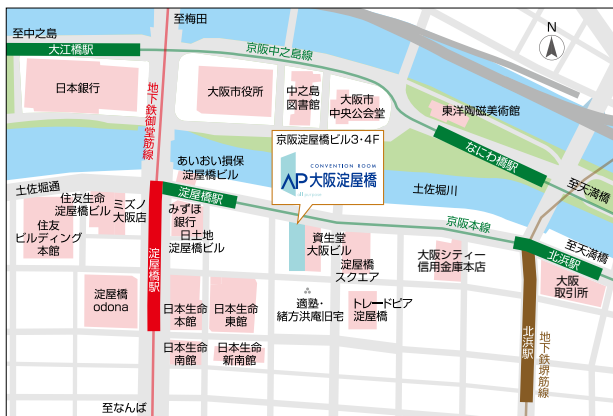 至梅田
至中之島
大江橋駅
京阪中之島線
N
日本銀行
地下鉄御堂筋線
大阪市役所
中之島
図書館
大阪市
中央公会堂
東洋陶磁美術館
なにわ橋駅
至天満橋
京阪淀屋橋ビル3・4F
CONVENTION ROOM
AP大阪淀屋橋
あいおい損保
淀屋橋ビル
土佐堀通
淀屋橋駅
土佐堀川
京阪本線
至天満橋
北浜駅
住友生命
淀屋橋ビル
ミズノ
大阪店
住友
ビルディング
本館
淀屋橋駅
みずほ
銀行
日土地
淀屋橋ビル
資生堂
大阪ビル
淀屋橋
スクエア
大阪シティー
信用金庫本店
大阪
取引所
淀屋橋
odona
日本生命
本館
日本生命
東館
適塾・
緒方洪庵旧宅
トレードピア
淀屋橋
北浜駅
地下鉄堺筋線
日本生命
南館
日本生命
新南館
至なんば